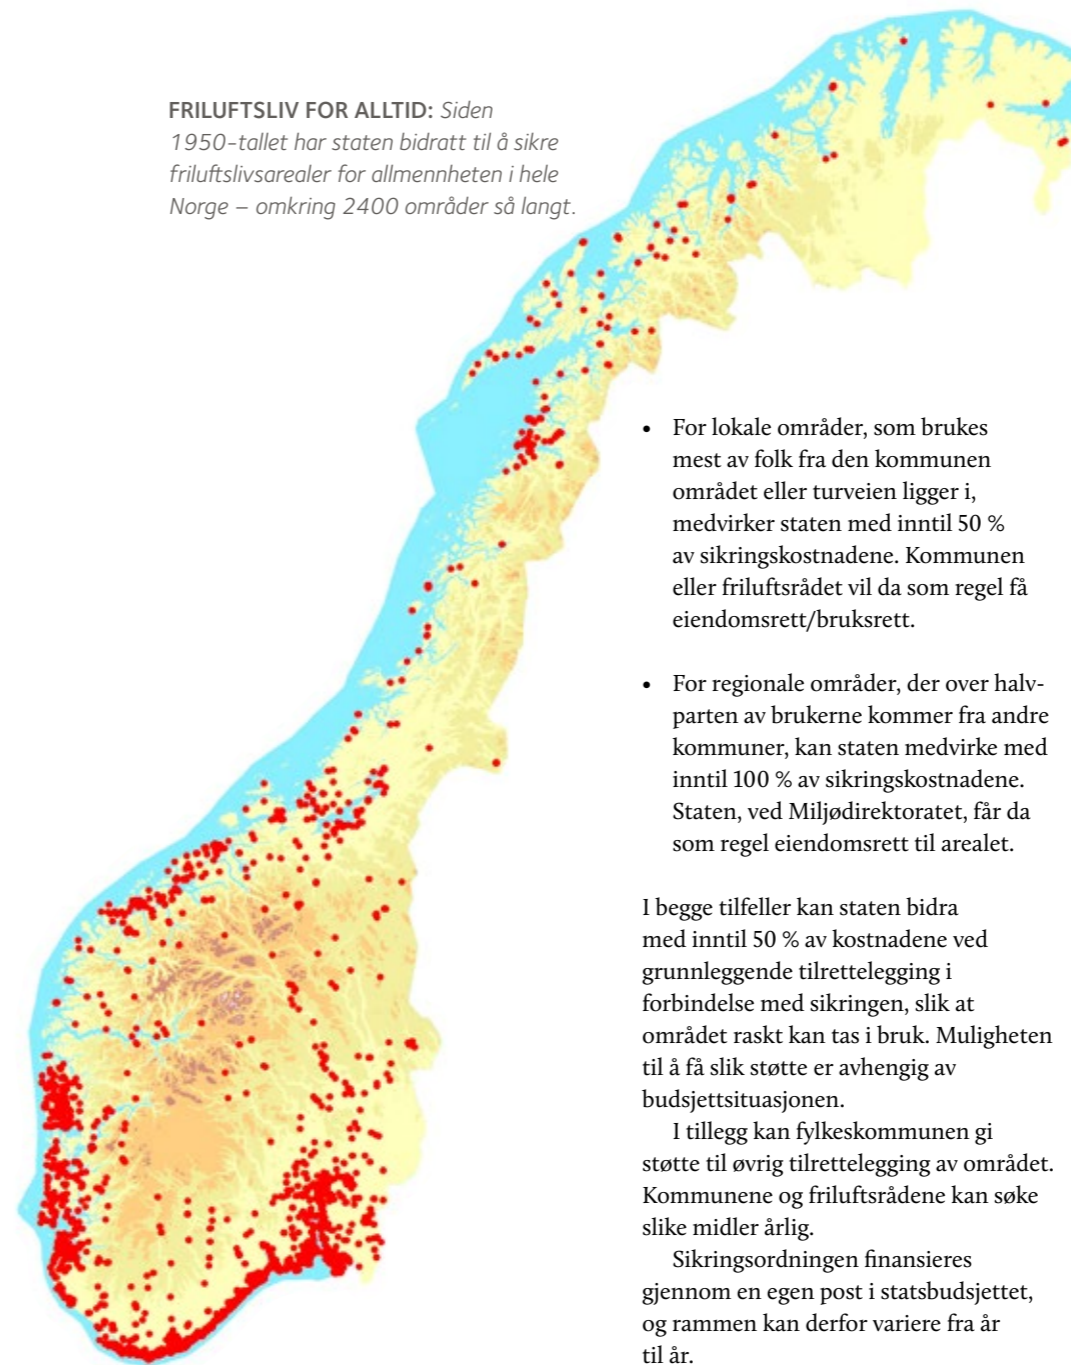 FRILUFTSLIV FOR ALLTID: Siden
1950-tallet har staten bidratt til å sikre
friluftslivsarealer for allmennheten i hele
Norge – omkring 2400 områder så langt.
• For lokale områder, som brukes
mest av folk fra den kommunen
området eller turveien ligger i,
medvirker staten med inntil 50 %
av sikringskostnadene. Kommunen
eller friluftsrådet vil da som regel få
eiendomsrett/bruksrett.
• For regionale områder, der over halv-
parten av brukerne kommer fra andre
kommuner, kan staten medvirke med
inntil 100 % av sikringskostnadene.
Staten, ved Miljødirektoratet, får da
som regel eiendomsrett til arealet.
I begge tilfeller kan staten bidra
med inntil 50 % av kostnadene ved
grunnleggende tilrettelegging i
forbindelse med sikringen, slik at
området raskt kan tas i bruk. Muligheten
til å få slik støtte er avhengig av
budsjettsituasjonen.
I tillegg kan fylkeskommunen gi
støtte til øvrig tilrettelegging av området.
Kommunene og friluftsrådene kan søke
slike midler årlig.
Sikringsordningen finansieres
gjennom en egen post i statsbudsjettet,
og rammen kan derfor variere fra år
til år.